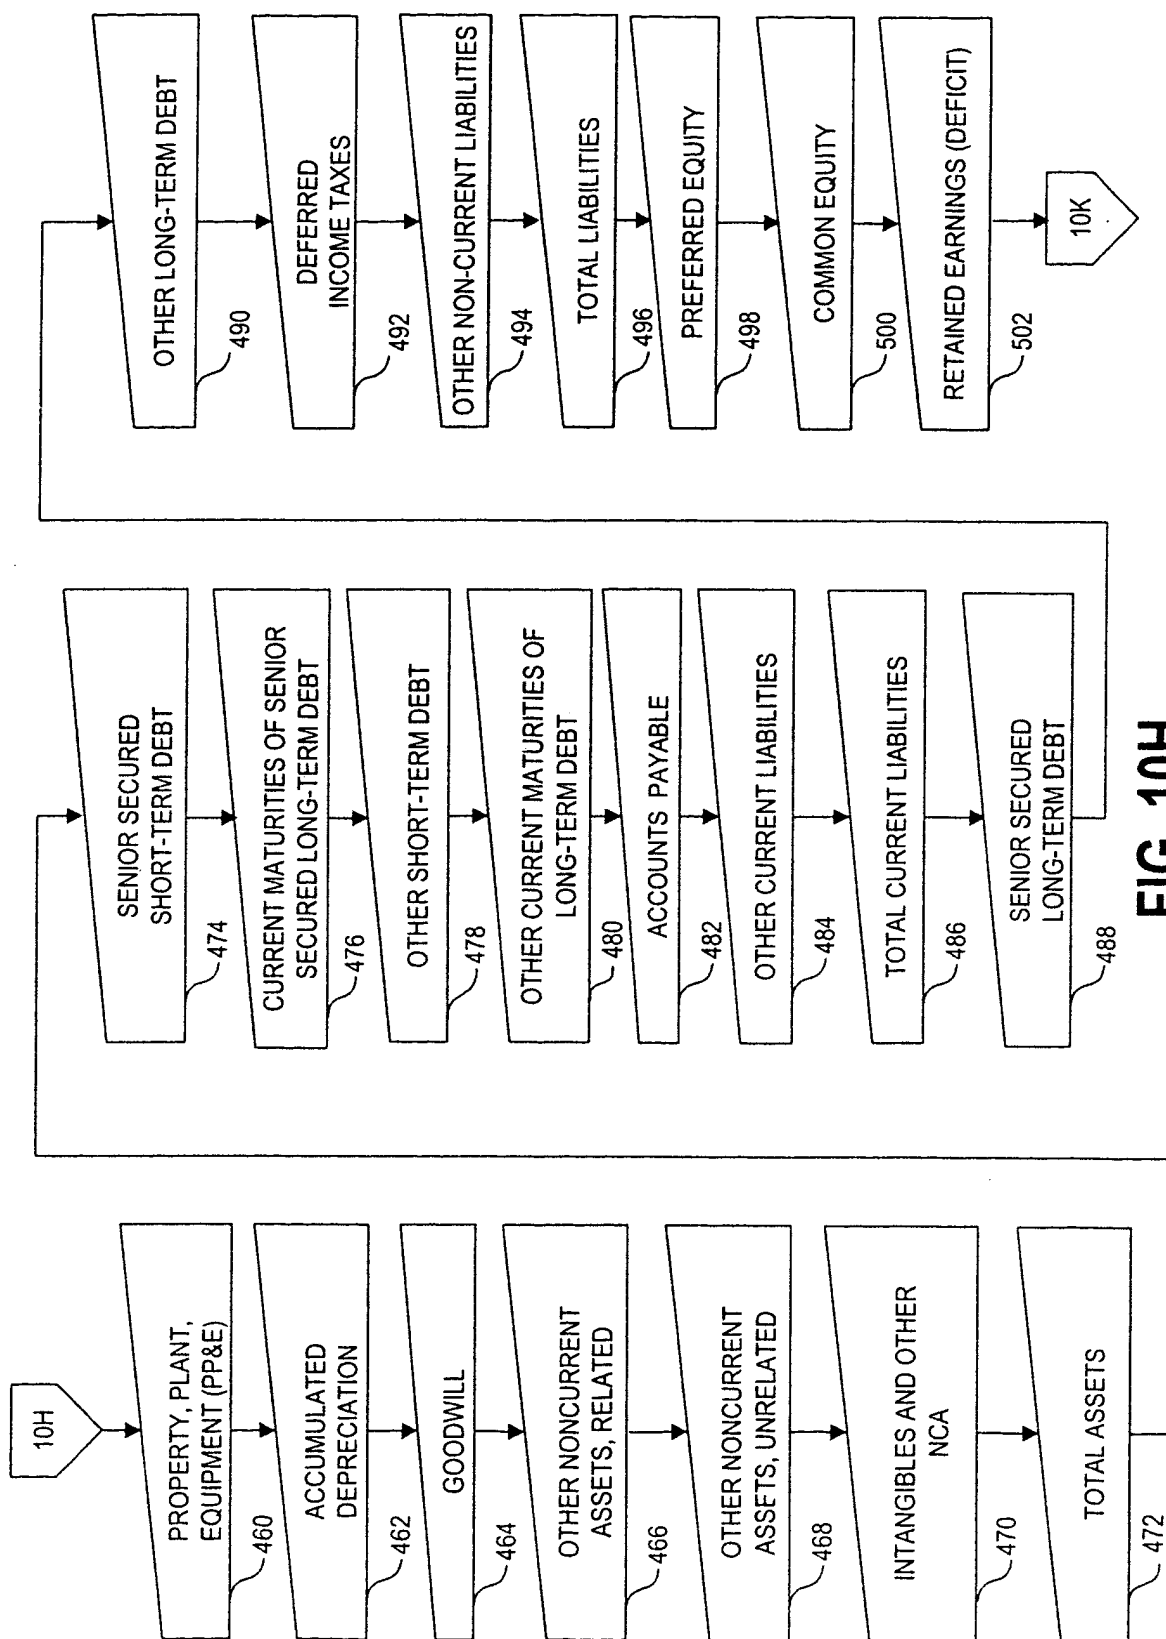 10H
PROPERTY, PLANT,
EQUIPMENT (PP&E)
460
ACCUMULATED
DEPRECIATION
462
GOODWILL
464
OTHER NONCURRENT
ASSETS, RELATED
466
OTHER NONCURRENT
ASSETS, UNRELATED
468
INTANGIBLES AND OTHER
NCA
470
TOTAL ASSETS
472
SENIOR SECURED
SHORT-TERM DEBT
474
CURRENT MATURITIES OF SENIOR
SECURED LONG-TERM DEBT
476
OTHER SHORT-TERM DEBT
478
OTHER CURRENT MATURITIES OF
LONG-TERM DEBT
480
ACCOUNTS PAYABLE
482
OTHER CURRENT LIABILITIES
484
TOTAL CURRENT LIABILITIES
486
SENIOR SECURED
LONG-TERM DEBT
488
OTHER LONG-TERM DEBT
490
DEFERRED
INCOME TAXES
492
OTHER NON-CURRENT LIABILITIES
494
TOTAL LIABILITIES
496
PREFERRED EQUITY
498
COMMON EQUITY
500
RETAINED EARNINGS (DEFICIT)
502
10K
FIG. 10H